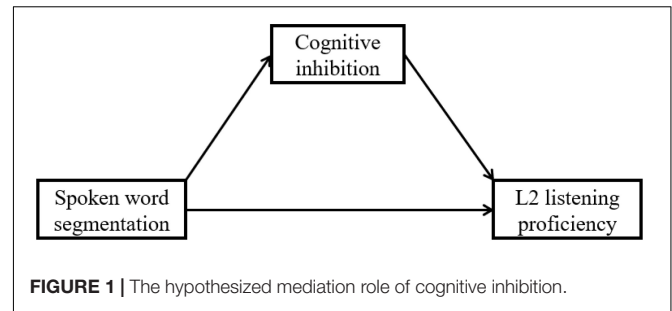 Cognitive
inhibition
Spoken word
segmentation
L2 listening
proficiency
FIGURE 1 | The hypothesized mediation role of cognitive inhibition.